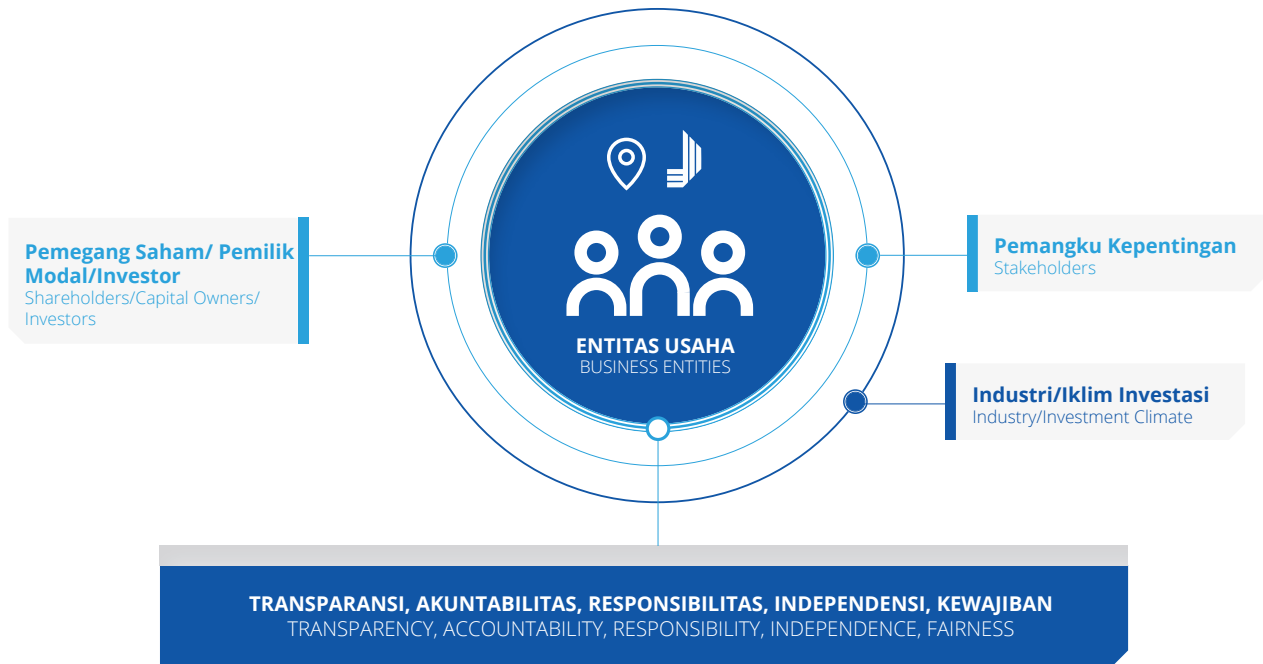 Pemegang Saham/ Pemilik
Modal/Investor
Shareholders/Capital Owners/
Investors
ENTITAS USAHA
BUSINESS ENTITIES
Pemangku Kepentingan
Stakeholders
Industri/Iklim Investasi
Industry/Investment Climate
TRANSPARANSI, AKUNTABILITAS, RESPONSIBILITAS, INDEPENDENSI, KEWAJIBAN
TRANSPARENCY, ACCOUNTABILITY, RESPONSIBILITY, INDEPENDENCE, FAIRNESS